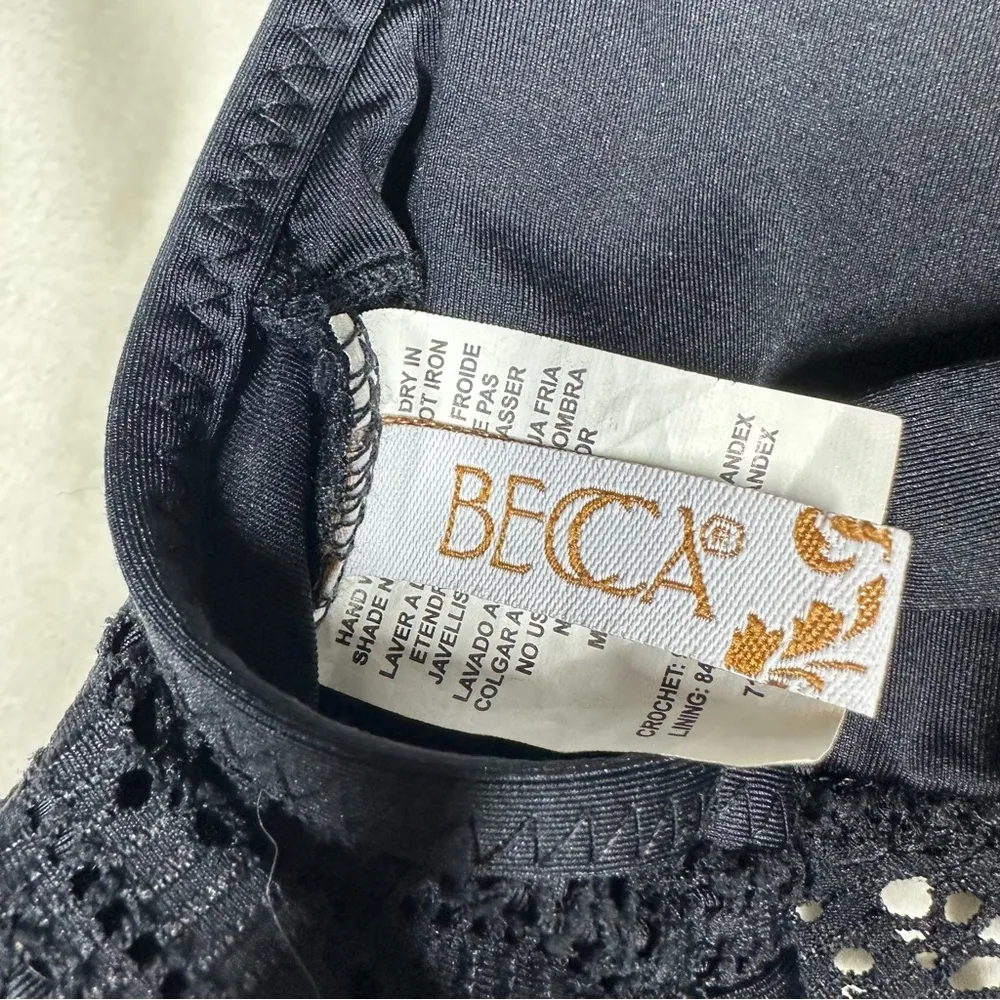 DRY IN
OT IRON
FROIDE
E PAS
ASSER
UA FRIA
OMBRA
ANDEX
ANDEX
BECCA®
HAND
SHADE N
LAVER A
ETENDR
JAVELLIS
LAVADO A
COLGAR A
NO US
CROCHET:
LINING: 84